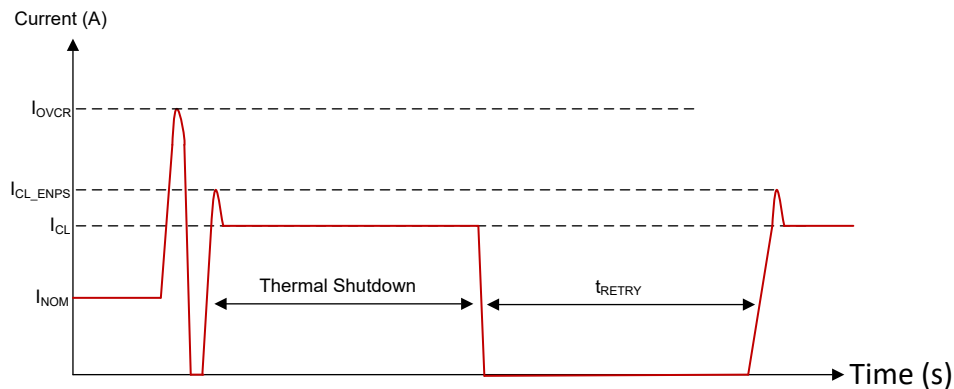 Current (A)
IOVCR
ICL_ENPS
ICL
Thermal Shutdown
tRETRY
INOM
Time (s)